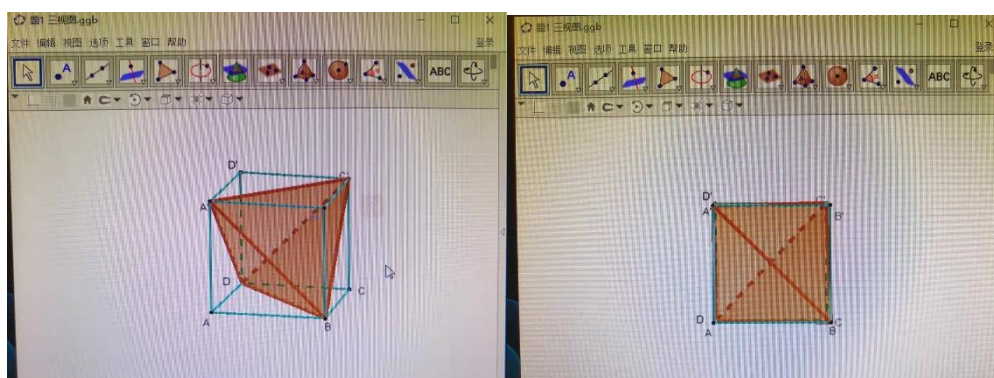 题1 三视图.ggb
文件 编辑 视图 选项 工具 窗口 帮助
登录
A
ABC
D'
C'
A'
D
C
A
B
题1 三视图.ggb
文件 编辑 视图 选项 工具 窗口 帮助
登录
A
ABC
D'
C'
A'
B'
D
C
A
B